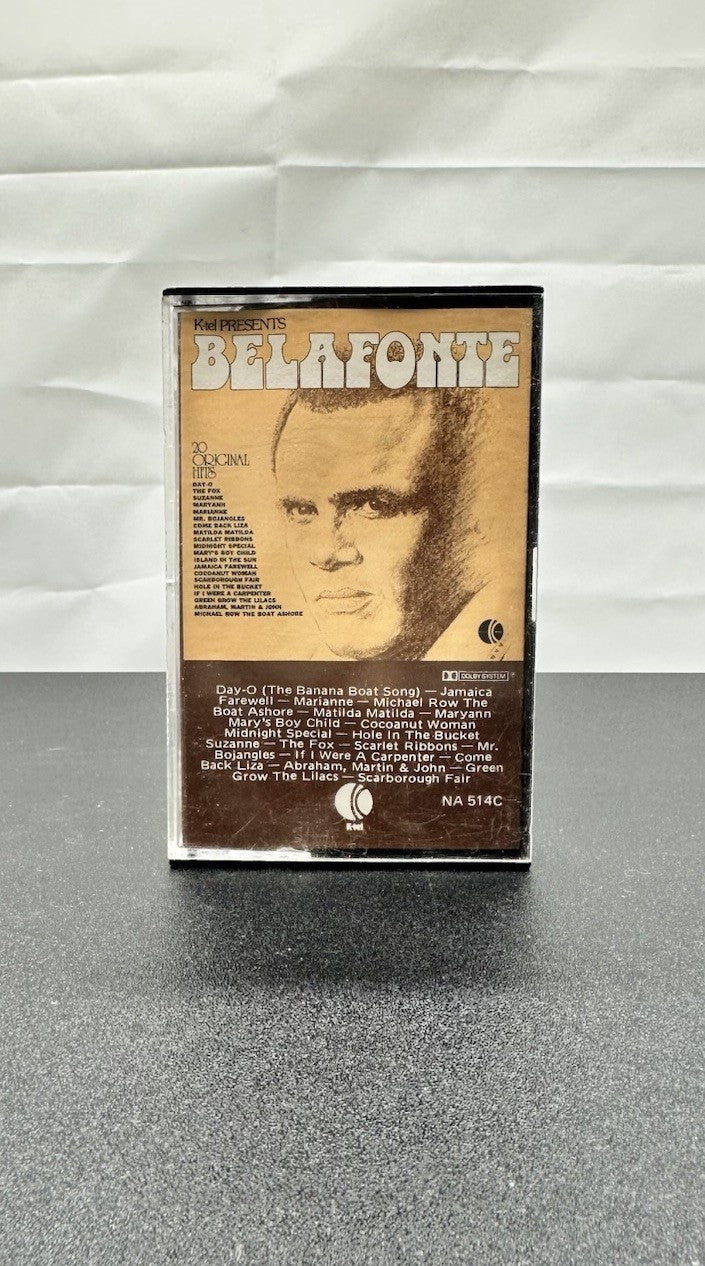 K-tel PRESENTS
BELAFONTE
20
ORIGINAL
HITS
DAY-O
THE FOX
SUZANNE
MARYANN
MARIANNE
MR. BOJANGLES
COME BACK LIZA
MATILDA MATILDA
SCARLET RIBBONS
MIDNIGHT SPECIAL
MARY'S BOY CHILD
ISLAND IN THE SUN
JAMAICA FAREWELL
COCOANUT WOMAN
SCARBOROUGH FAIR
HOLE IN THE BUCKET
IF I WERE A CARPENTER
GREEN GROW THE LILACS
ABRAHAM, MARTIN & JOHN
MICHAEL ROW THE BOAT ASHORE
DOLBY SYSTEM
Day-O (The Banana Boat Song) — Jamaica
Farewell — Marianne — Michael Row The
Boat Ashore — Matilda Matilda — Maryann
Mary's Boy Child — Cocoanut Woman
Midnight Special — Hole In The Bucket
Suzanne — The Fox — Scarlet Ribbons — Mr.
Bojangles — If I Were A Carpenter — Come
Back Liza — Abraham, Martin & John — Green
Grow The Lilacs — Scarborough Fair
K-tel
NA 514C